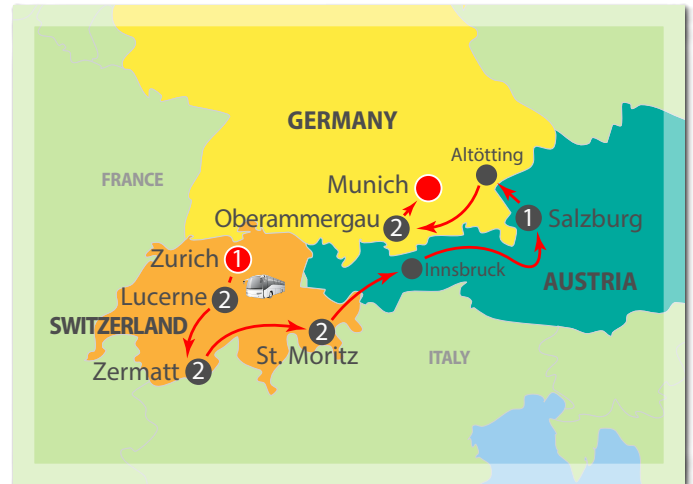 GERMANY
Altötting
FRANCE
Munich
Oberammergau 2
1 Salzburg
Zurich 1
Innsbruck
AUSTRIA
Lucerne 2
SWITZERLAND
2
St. Moritz
ITALY
Zermatt 2